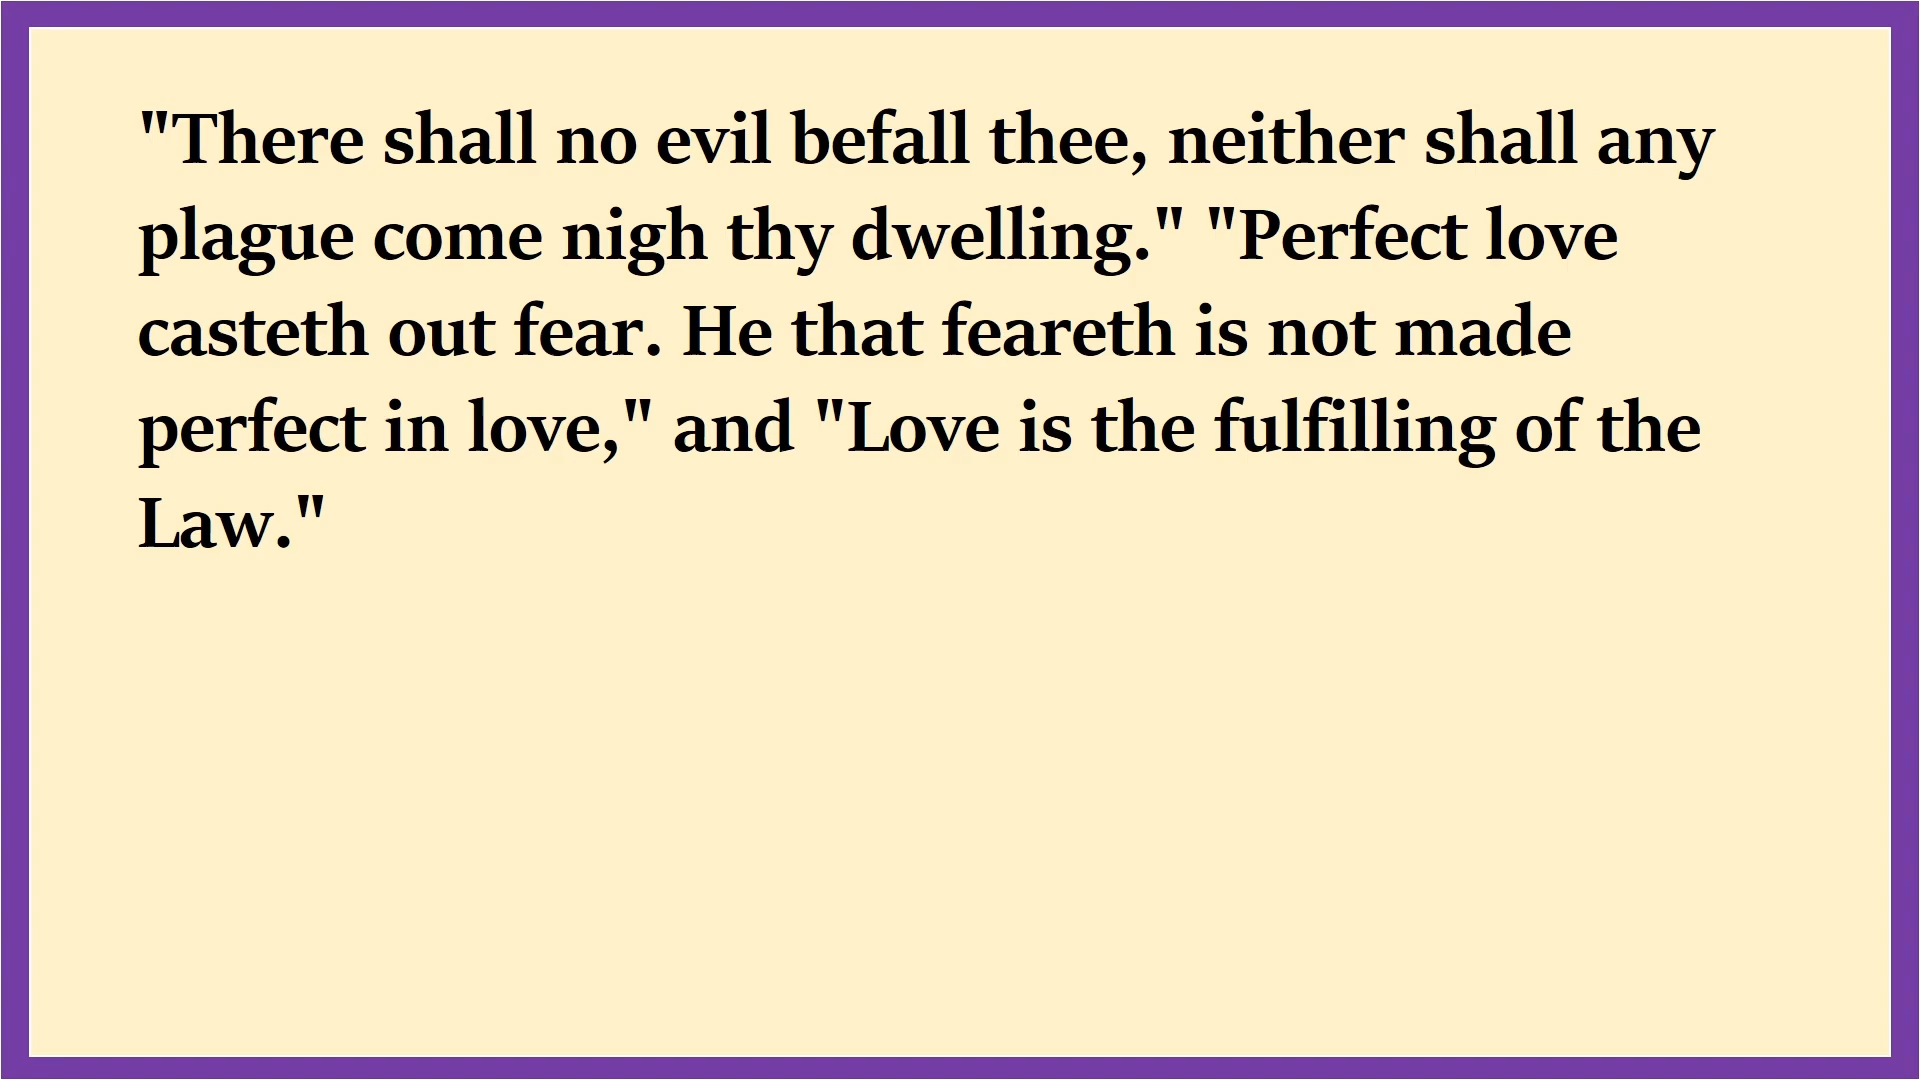 "There shall no evil befall thee, neither shall any
plague come nigh thy dwelling." "Perfect love
casteth out fear. He that feareth is not made
perfect in love," and "Love is the fulfilling of the
Law."